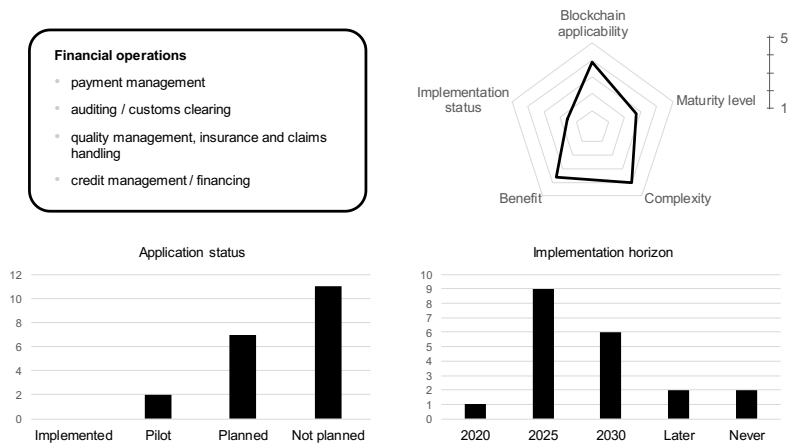 Financial operations
payment management
auditing / customs clearing
quality management, insurance and claims
handling
credit management / financing
Blockchain
applicability
Maturity level
Complexity
Benefit
Implementation
status
5
1
Application status
12
10
8
6
4
2
0
Implemented Pilot Planned Not planned
Implementation horizon
10
9
8
7
6
5
4
3
2
1
0
2020 2025 2030 Later Never